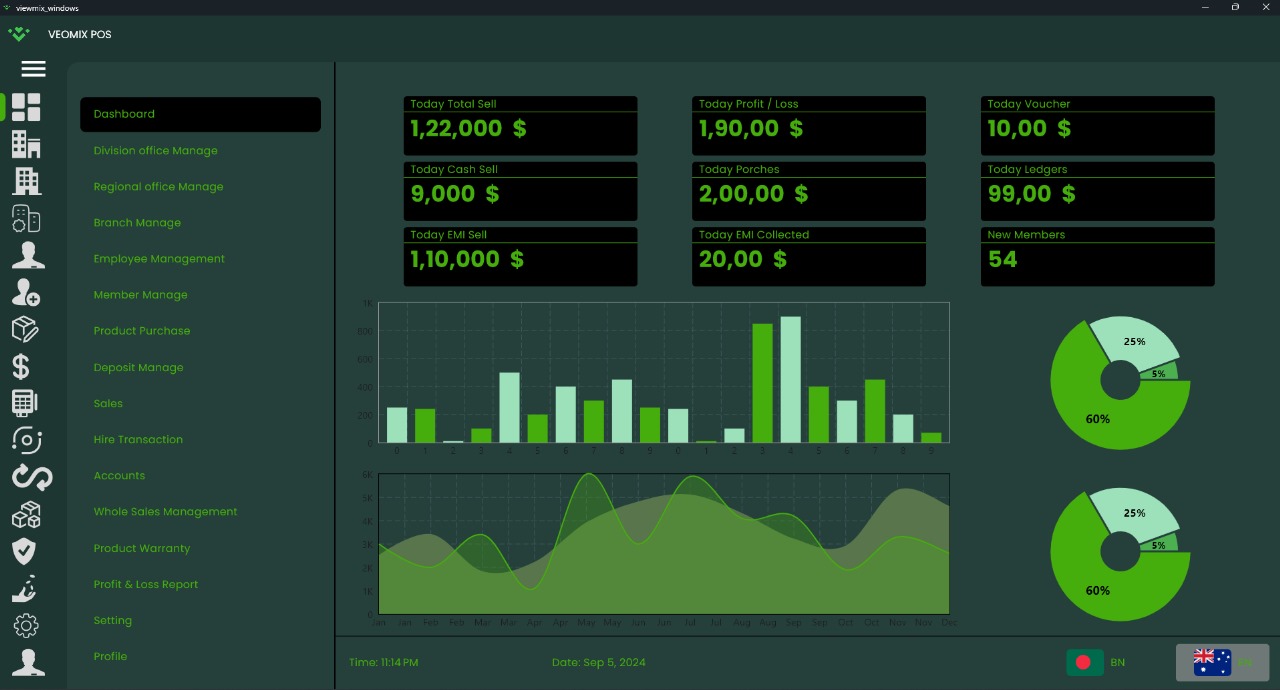 viewmix_windows
VEOMIX POS
Dashboard
Division office Manage
Regional office Manage
Branch Manage
Employee Management
Member Manage
Product Purchase
Deposit Manage
Sales
Hire Transaction
Accounts
Whole Sales Management
Product Warranty
Profit & Loss Report
Setting
Profile
Today Total Sell
1,22,000 $
Today Profit / Loss
1,90,00 $
Today Voucher
10,00 $
Today Cash Sell
9,000 $
Today Porches
2,00,00 $
Today Ledgers
99,00 $
Today EMI Sell
1,10,000 $
Today EMI Collected
20,00 $
New Members
54
1K
800
600
400
200
0
0 1 2 3 4 5 6 7 8 9 0 1 2 3 4 5 6 7 8 9
25%
5%
60%
6K
5K
4K
3K
2K
1K
0
Jan Jan Feb Feb Mar Mar Apr Apr May May Jun Jun Jul Jul Aug Aug Sep Sep Oct Oct Nov Nov Dec
25%
5%
60%
Time: 11:14 PM
Date: Sep 5, 2024
BN